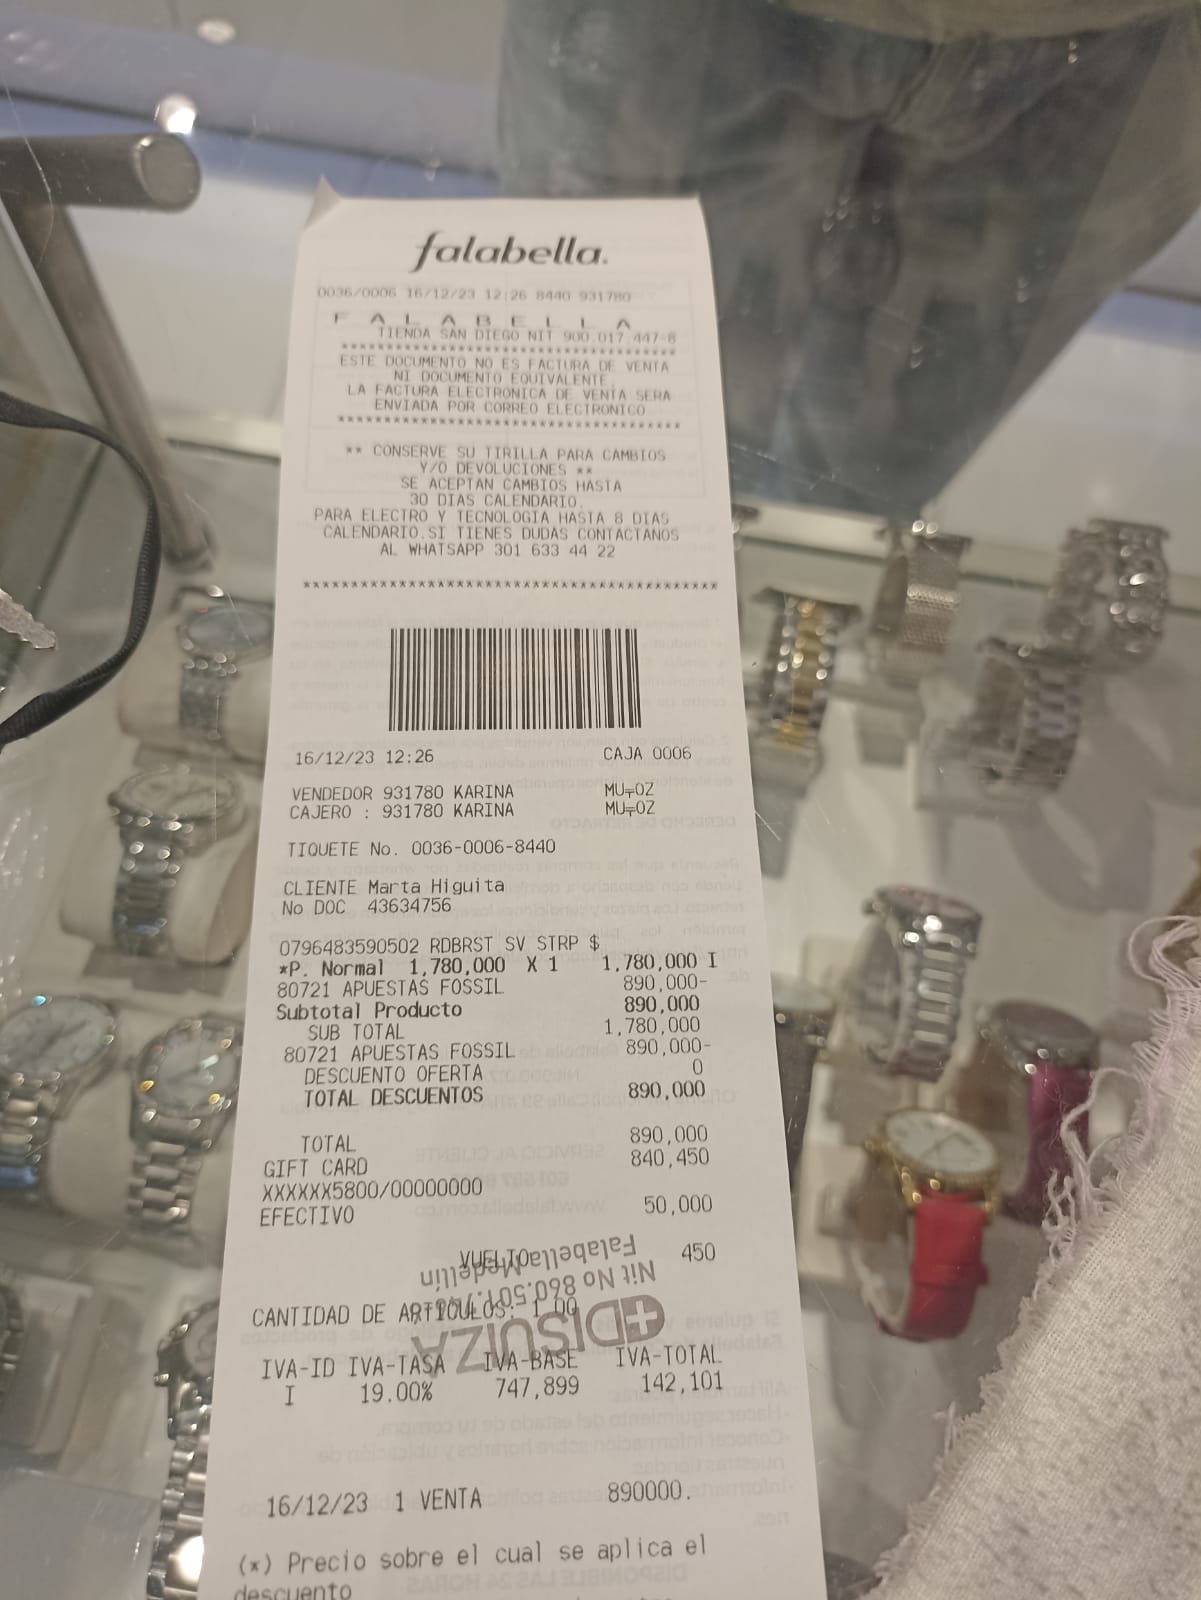 falabella.
0036/0006 16/12/23 12:26 8440 931780
F A L A B E L L A
TIENDA SAN DIEGO NIT 900.017.447-8
****************************************
ESTE DOCUMENTO NO ES FACTURA DE VENTA
NI DOCUMENTO EQUIVALENTE.
LA FACTURA ELECTRONICA DE VENTA SERA
ENVIADA POR CORREO ELECTRONICO
****************************************
** CONSERVE SU TIRILLA PARA CAMBIOS
Y/O DEVOLUCIONES **
SE ACEPTAN CAMBIOS HASTA
30 DIAS CALENDARIO.
PARA ELECTRO Y TECNOLOGIA HASTA 8 DIAS
CALENDARIO.SI TIENES DUDAS CONTACTANOS
AL WHATSAPP 301 633 44 22
****************************************
16/12/23 12:26 CAJA 0006
VENDEDOR 931780 KARINA MU╤OZ
CAJERO : 931780 KARINA MU╤OZ
TIQUETE No. 0036-0006-8440
CLIENTE Marta Higuita
No DOC 43634756
0796483590502 RDBRST SV STRP $
*P. Normal 1,780,000 X 1 1,780,000 I
80721 APUESTAS FOSSIL 890,000-
Subtotal Producto 890,000
SUB TOTAL 1,780,000
80721 APUESTAS FOSSIL 890,000-
DESCUENTO OFERTA 0
TOTAL DESCUENTOS 890,000
TOTAL 890,000
GIFT CARD 840,450
XXXXXX5800/00000000
EFECTIVO 50,000
VUELTO 450
Falabella Medellín
Nit No 860.501.
CANTIDAD DE ARTICULOS: 1.00
DISUIZA
IVA-ID IVA-TASA IVA-BASE IVA-TOTAL
I 19.00% 747,899 142,101
16/12/23 1 VENTA 890000.
(*) Precio sobre el cual se aplica el
descuento